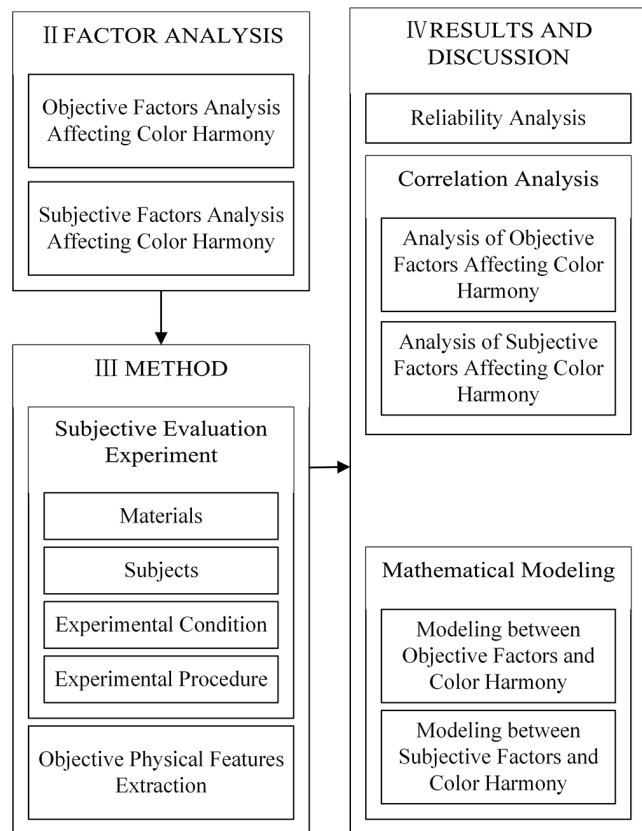 Ⅱ FACTOR ANALYSIS
Objective Factors Analysis
Affecting Color Harmony
Subjective Factors Analysis
Affecting Color Harmony
Ⅲ METHOD
Subjective Evaluation
Experiment
Materials
Subjects
Experimental Condition
Experimental Procedure
Objective Physical Features
Extraction
ⅣRESULTS AND
DISCUSSION
Reliability Analysis
Correlation Analysis
Analysis of Objective
Factors Affecting Color
Harmony
Analysis of Subjective
Factors Affecting Color
Harmony
Mathematical Modeling
Modeling between
Objective Factors and
Color Harmony
Modeling between
Subjective Factors and
Color Harmony